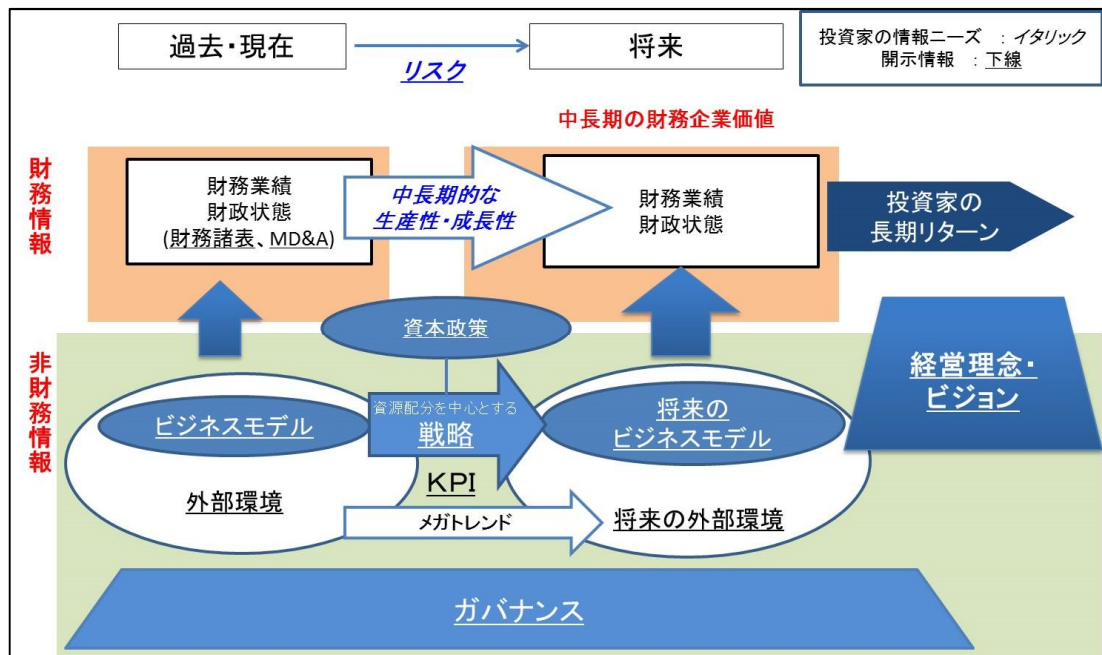 過去・現在
リスク
将来
投資家の情報ニーズ ：イタリック
開示情報 ：下線
中長期の財務企業価値
財務情報
財務業績
財政状態
(財務諸表、MD&A)
中長期的な
生産性・成長性
財務業績
財政状態
投資家の
長期リターン
非財務情報
資本政策
ビジネスモデル
資源配分を中心とする
戦略
将来の
ビジネスモデル
経営理念・
ビジョン
KPI
外部環境
メガトレンド
将来の外部環境
ガバナンス